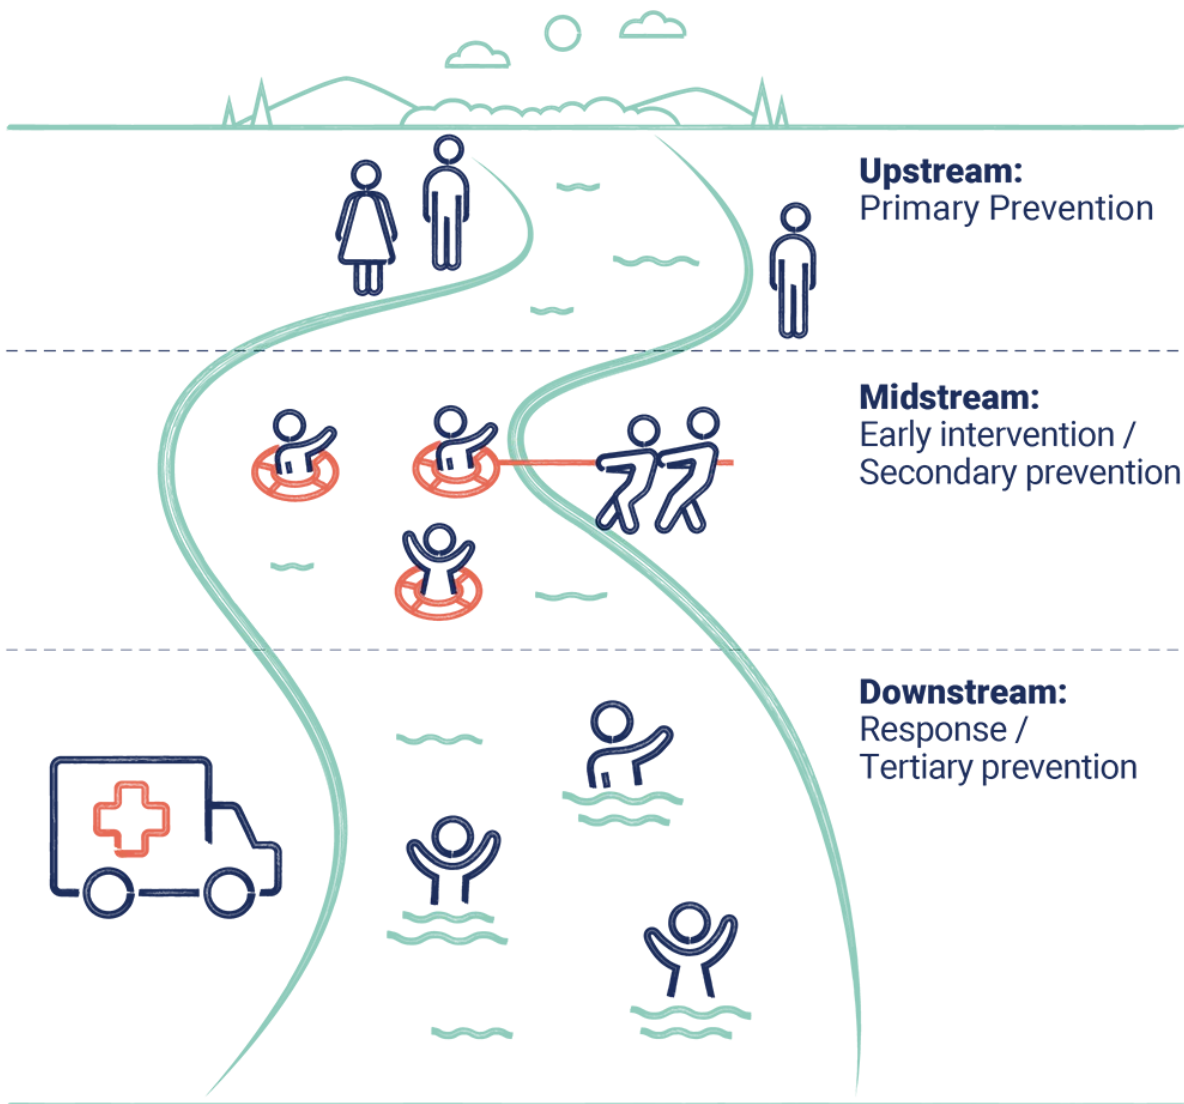 Upstream:
Primary Prevention
Midstream:
Early intervention /
Secondary prevention
Downstream:
Response /
Tertiary prevention